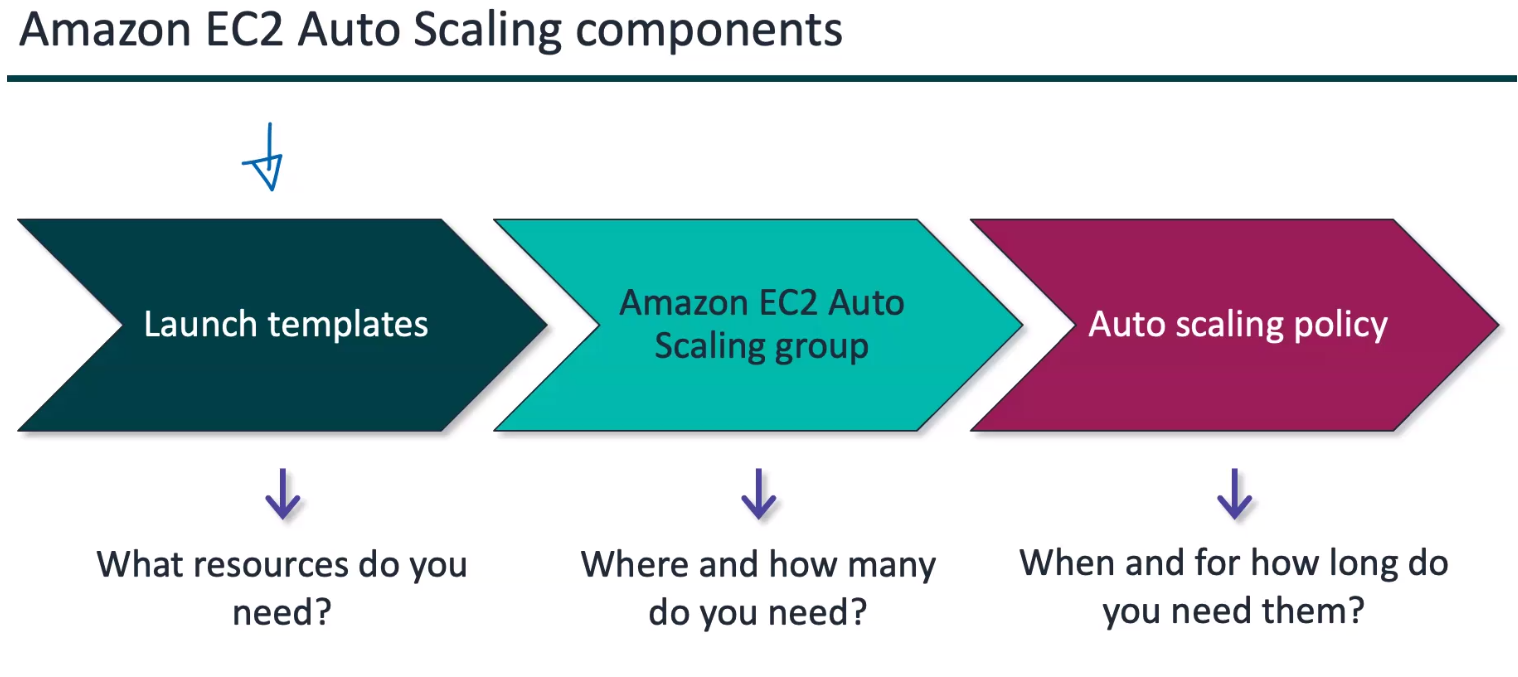 Amazon EC2 Auto Scaling components
Launch templates
Amazon EC2 Auto
Scaling group
Auto scaling policy
What resources do you
need?
Where and how many
do you need?
When and for how long do
you need them?